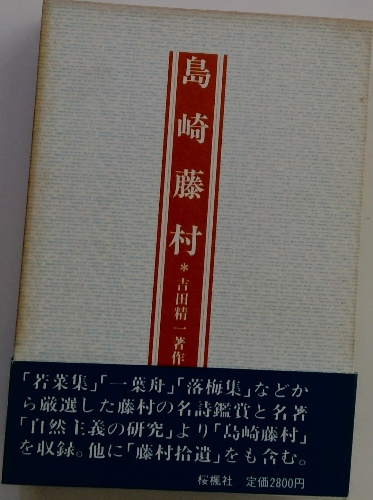 島崎藤村
*吉田精一著作
「若菜集」「一葉舟」「落梅集」などか
ら厳選した藤村の名詩鑑賞と名著
「自然主義の研究」より「島崎藤村」
を収録。他に「藤村拾遺」をも含む。
桜楓社 定価2800円